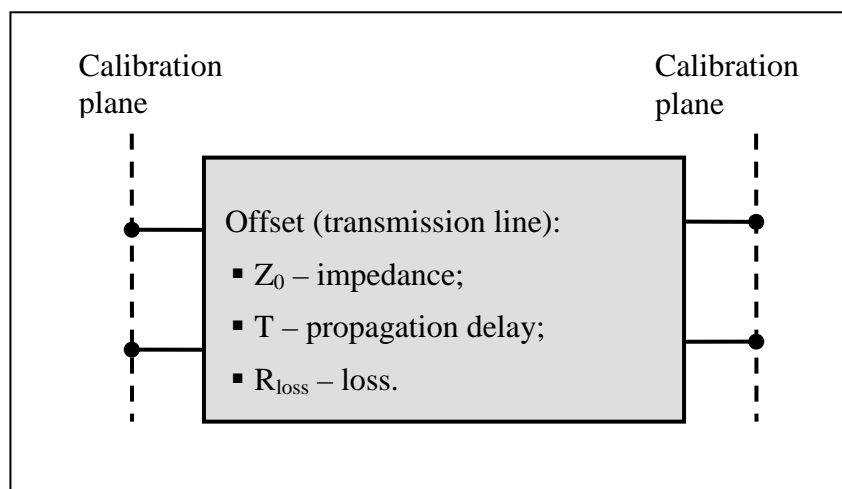 Calibration
plane
Calibration
plane
Offset (transmission line):
▪ Z₀ – impedance;
▪ T – propagation delay;
▪ Rₗₒₛₛ – loss.